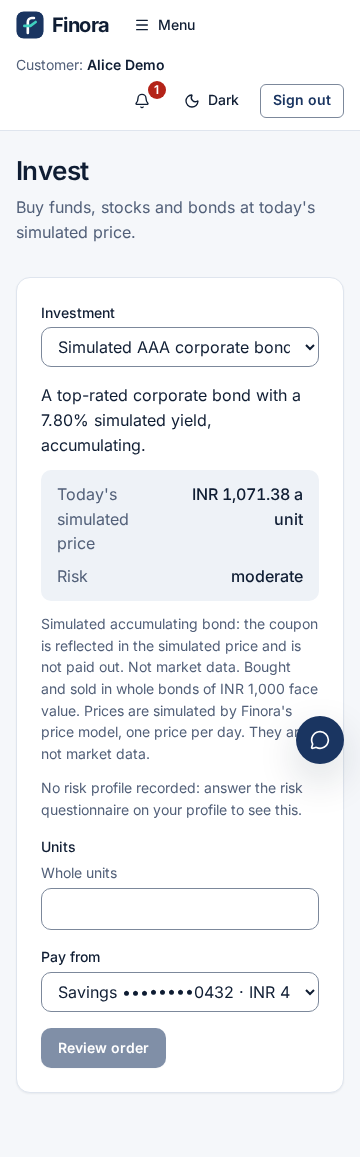 Finora
Menu
Customer: Alice Demo
1
Dark
Sign out
Invest
Buy funds, stocks and bonds at today's
simulated price.
Investment
Simulated AAA corporate bond
A top-rated corporate bond with a
7.80% simulated yield,
accumulating.
Today's
simulated
price
INR 1,071.38 a
unit
Risk
moderate
Simulated accumulating bond: the coupon
is reflected in the simulated price and is
not paid out. Not market data. Bought
and sold in whole bonds of INR 1,000 face
value. Prices are simulated by Finora's
price model, one price per day. They are
not market data.
No risk profile recorded: answer the risk
questionnaire on your profile to see this.
Units
Whole units
Pay from
Savings ••••••••0432 · INR 4
Review order